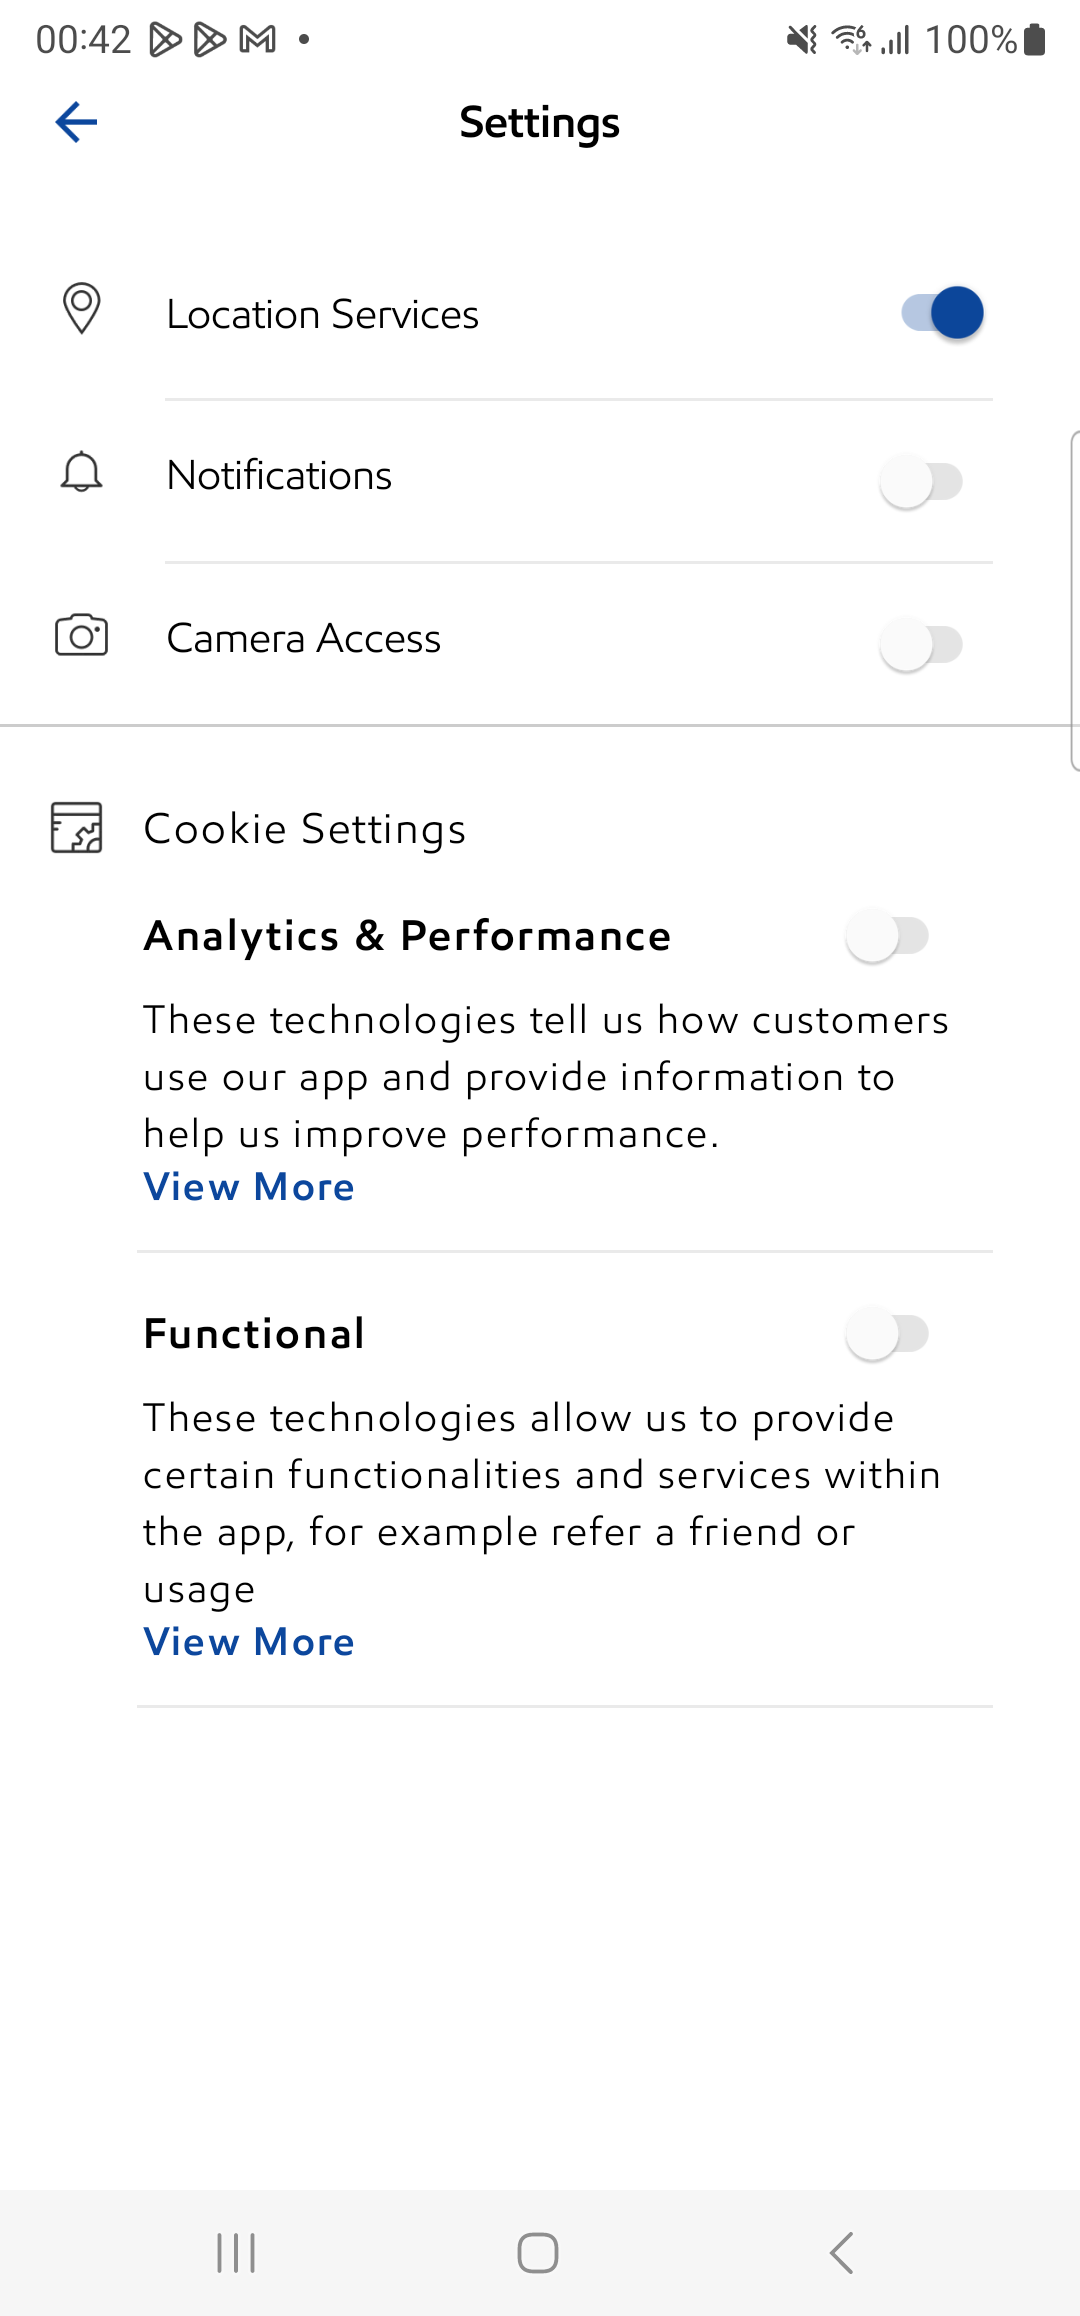 00:42 100%
Settings
Location Services
Notifications
Camera Access
Cookie Settings
Analytics & Performance
These technologies tell us how customers
use our app and provide information to
help us improve performance.
View More
Functional
These technologies allow us to provide
certain functionalities and services within
the app, for example refer a friend or
usage
View More